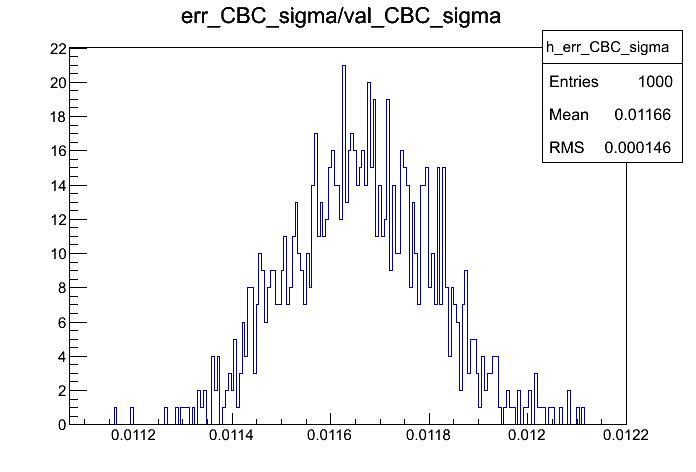 err_CBC_sigma/val_CBC_sigma
h_err_CBC_sigma
Entries 1000
Mean 0.01166
RMS 0.000146
22
20
18
16
14
12
10
8
6
4
2
0
0.0112 0.0114 0.0116 0.0118 0.012 0.0122